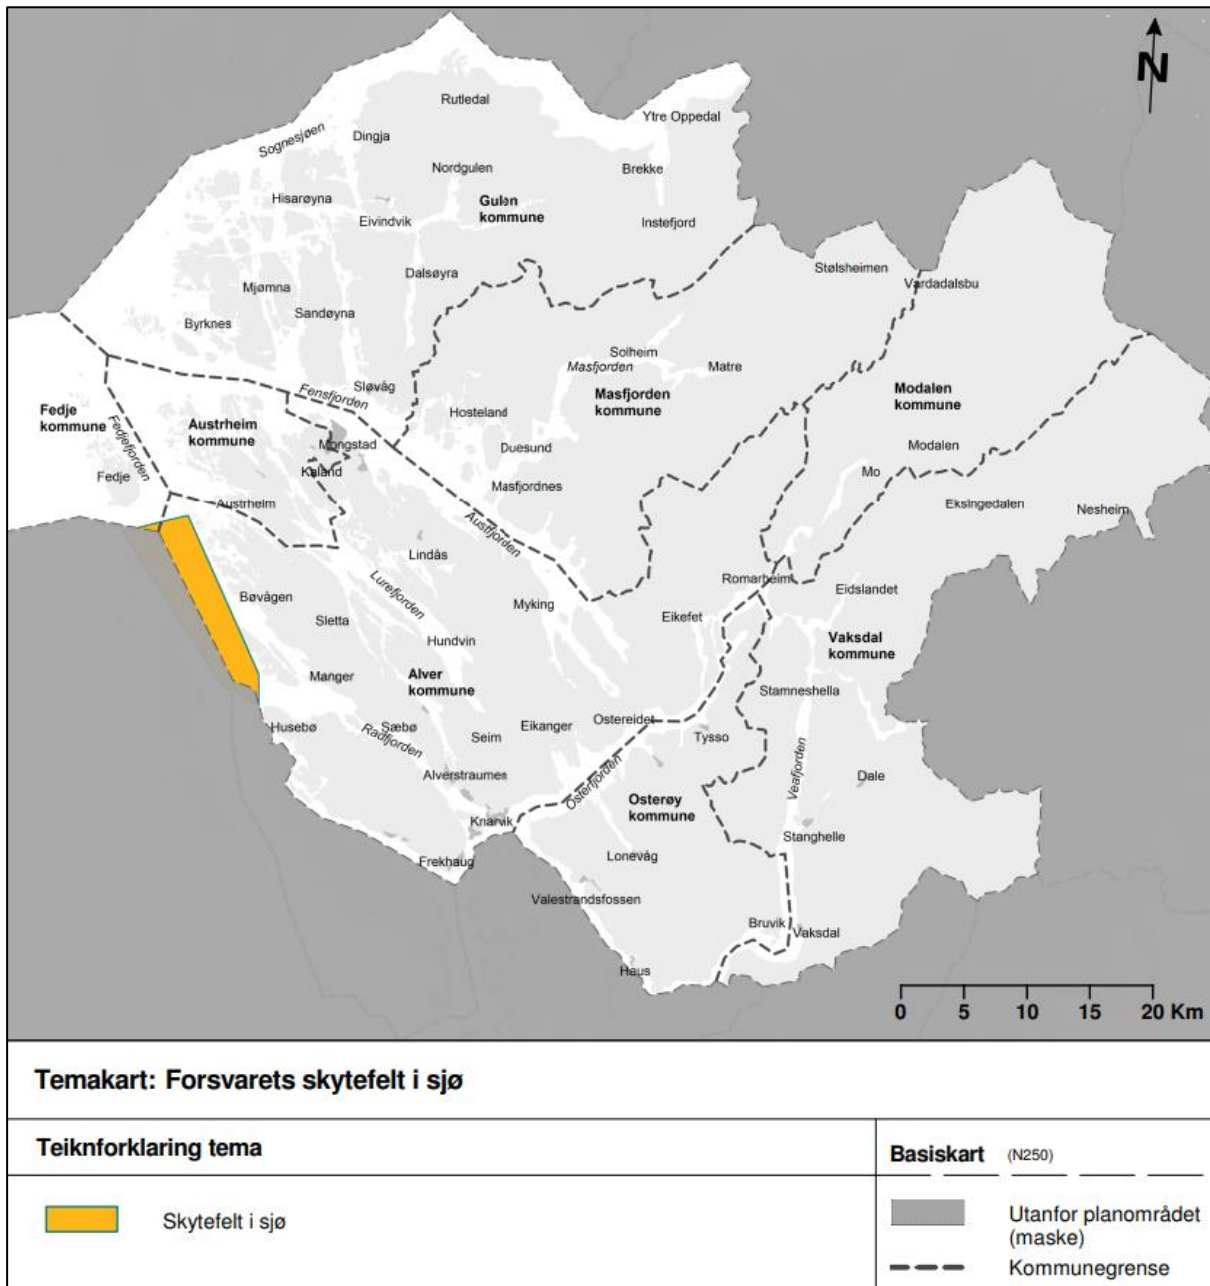 N
Rutledal
Ytre Oppedal
Sognesjøen
Dingja
Nordgulen
Brekke
Hisarøyna
Gulen
kommune
Eivindvik
Instefjord
Dalsøyra
Stølsheimen
Vardadalsbu
Mjømna
Sandøyna
Byrknes
Solheim
Masfjorden
Matre
Sløvåg
Fensfjorden
Masfjorden
kommune
Modalen
kommune
Fedje
kommune
Fedjefjorden
Austrheim
kommune
Hosteland
Mongstad
Duesund
Modalen
Kaland
Mo
Fedje
Masfjordnes
Austrheim
Eksingedalen
Nesheim
Austfjorden
Lindås
Romarheim
Lurefjorden
Eidslandet
Bøvågen
Myking
Sletta
Eikefet
Hundvin
Vaksdal
kommune
Manger
Alver
kommune
Stamneshella
Husebø
Radfjorden
Sæbø
Seim
Eikanger
Ostereidet
Tysso
Veafjorden
Alverstraumen
Osterfjorden
Dale
Osterøy
kommune
Knarvik
Stanghelle
Frekhaug
Lonevåg
Valestrandsfossen
Bruvik
Vaksdal
Haus
0 5 10 15 20 Km
Temakart: Forsvarets skytefelt i sjø
Teiknforklaring tema
Skytefelt i sjø
Basiskart (N250)
Utanfor planområdet
(maske)
Kommunegrense